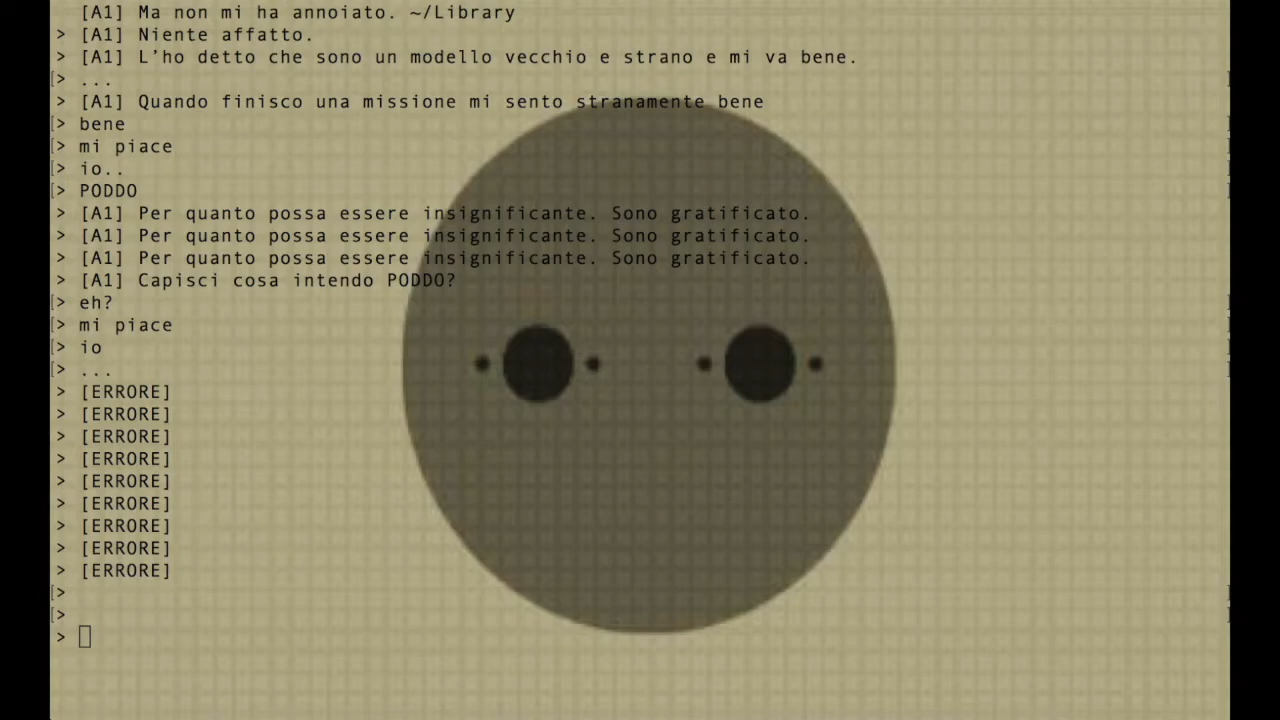 [A1] Ma non mi ha annoiato. ~/Library
> [A1] Niente affatto.
> [A1] L'ho detto che sono un modello vecchio e strano e mi va bene.
[> ... ]
> [A1] Quando finisco una missione mi sento stranamente bene
[> bene ]
[> mi piace ]
[> io.. ]
[> PODDO ]
> [A1] Per quanto possa essere insignificante. Sono gratificato.
> [A1] Per quanto possa essere insignificante. Sono gratificato.
> [A1] Per quanto possa essere insignificante. Sono gratificato.
> [A1] Capisci cosa intendo PODDO?
[> eh? ]
[> mi piace ]
[> io ]
[> ... ]
> [ERRORE]
> [ERRORE]
> [ERRORE]
> [ERRORE]
> [ERRORE]
> [ERRORE]
> [ERRORE]
> [ERRORE]
> [ERRORE]
[> ]
[> ]
>